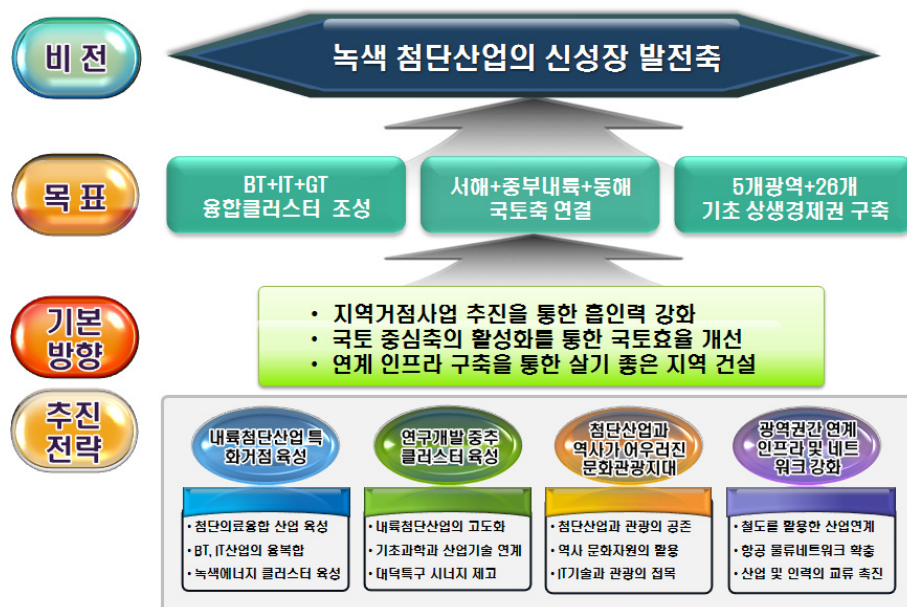 비 전
녹색 첨단산업의 신성장 발전축
목 표
BT+IT+GT
융합클러스터 조성
서해+중부내륙+동해
국토축 연결
5개광역+26개
기초 상생경제권 구축
기본
방향
• 지역거점사업 추진을 통한 흡인력 강화
• 국토 중심축의 활성화를 통한 국토효율 개선
• 연계 인프라 구축을 통한 살기 좋은 지역 건설
추진
전략
내륙첨단산업 특
화거점 육성
• 첨단의료융합 산업 육성
• BT, IT산업의 융복합
• 녹색에너지 클러스터 육성
연구개발 중추
클러스터 육성
• 내륙첨단산업의 고도화
• 기초과학과 산업기술 연계
• 대덕특구 시너지 제고
첨단산업과
역사가 어우러진
문화관광지대
• 첨단산업과 관광의 공존
• 역사 문화자원의 활용
• IT기술과 관광의 접목
광역권간 연계
인프라 및 네트
워크 강화
• 철도를 활용한 산업연계
• 항공 물류네트워크 확충
• 산업 및 인력의 교류 촉진